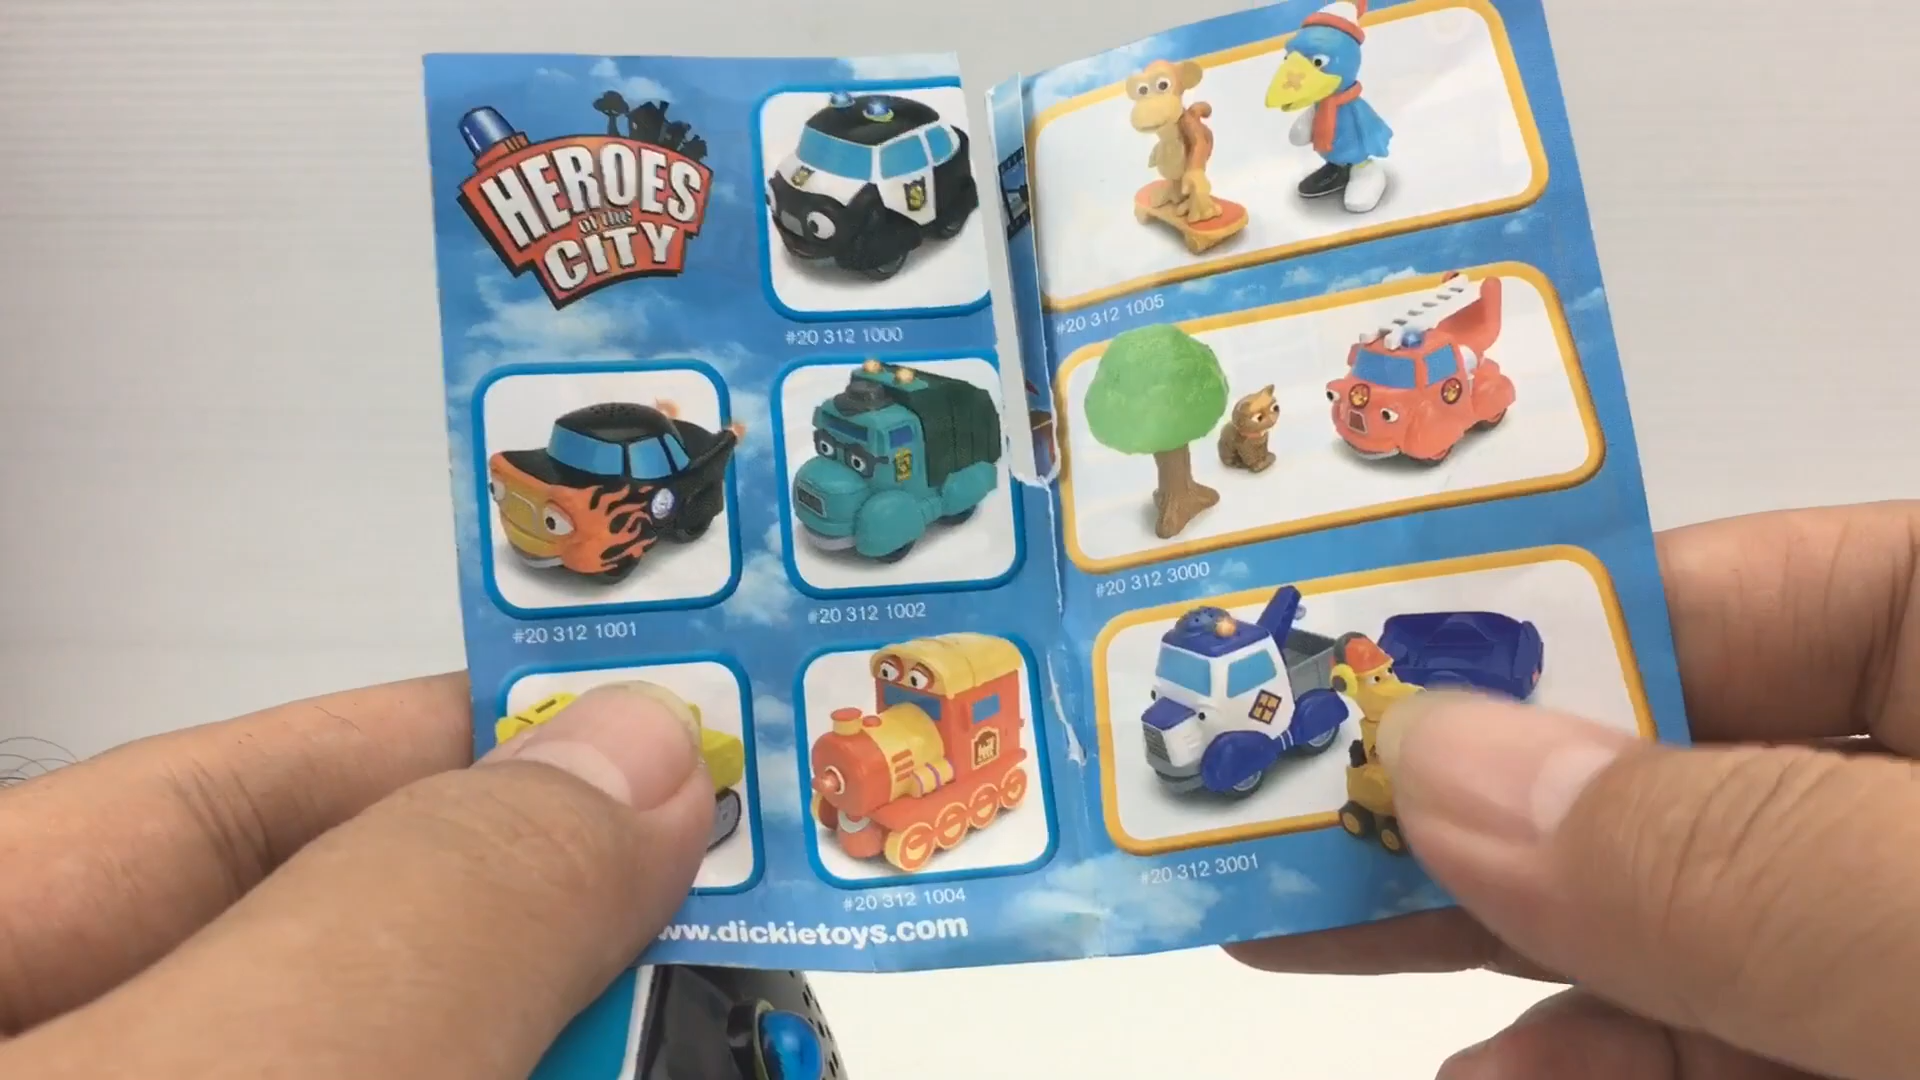 HEROES
of the
CITY
#20 312 1000
#20 312 1001
#20 312 1002
#20 312 1004
ww.dickietoys.com
#20 312 1005
#20 312 3000
#20 312 3001